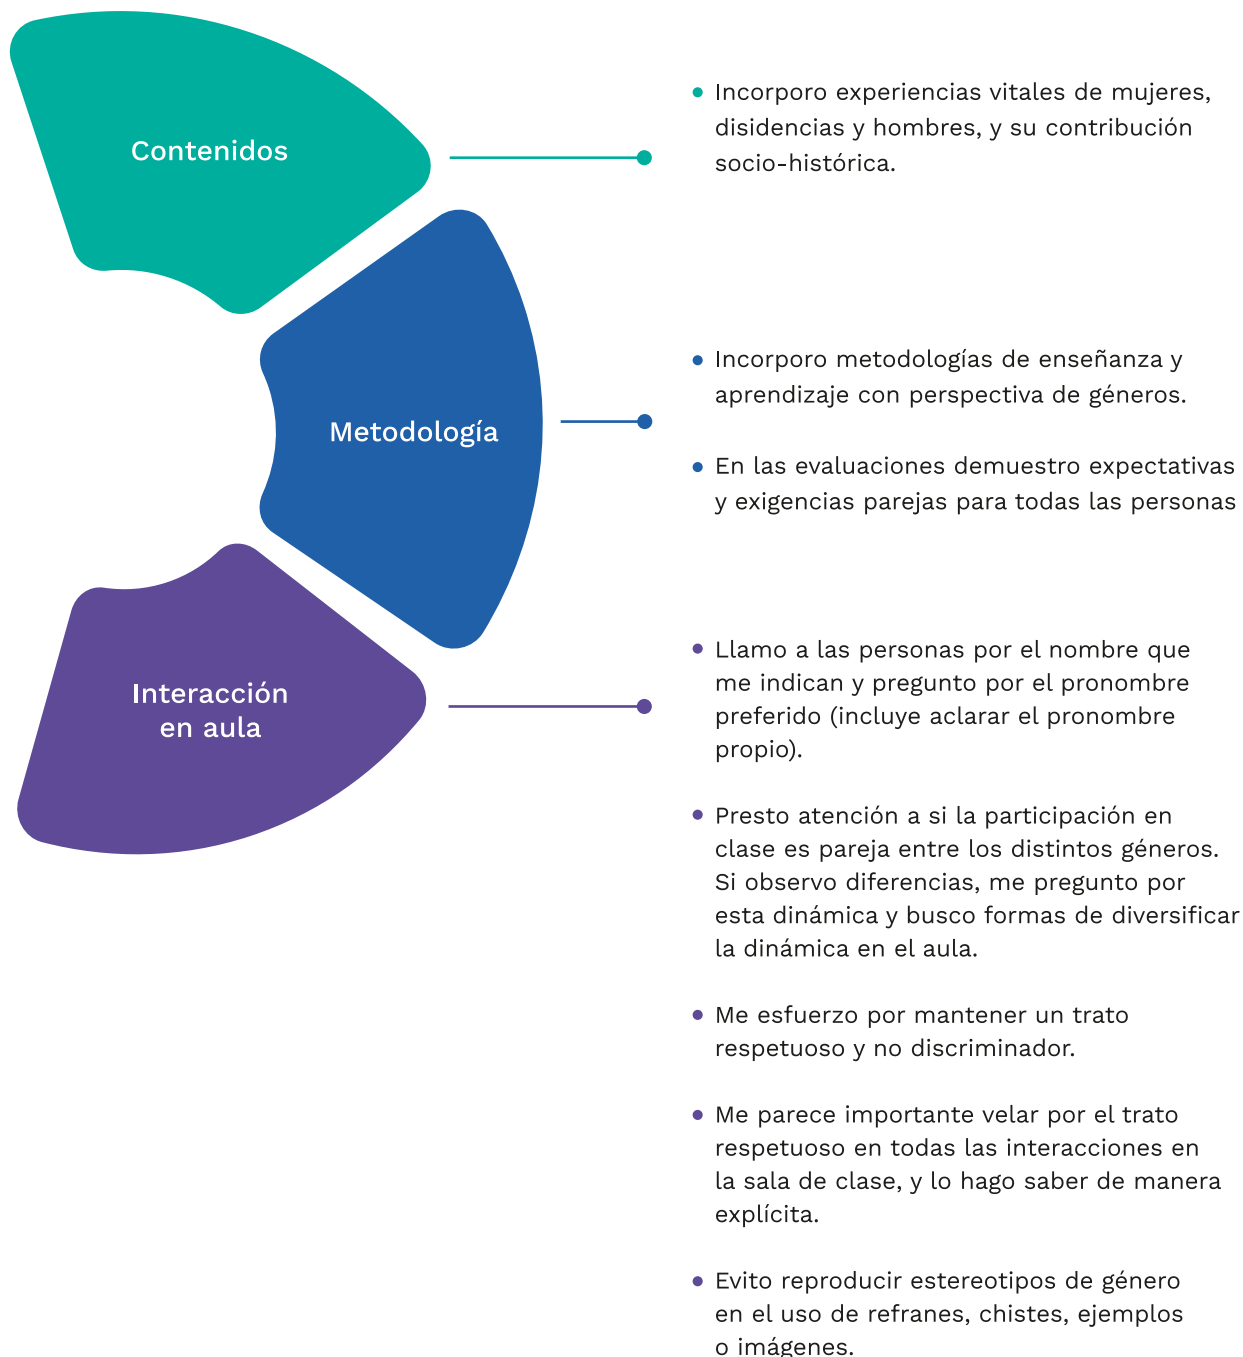 Contenidos
Incorporo experiencias vitales de mujeres,
disidencias y hombres, y su contribución
socio-histórica.
Metodología
Incorporo metodologías de enseñanza y
aprendizaje con perspectiva de géneros.
En las evaluaciones demuestro expectativas
y exigencias parejas para todas las personas
Interacción
en aula
Llamo a las personas por el nombre que
me indican y pregunto por el pronombre
preferido (incluye aclarar el pronombre
propio).
Presto atención a si la participación en
clase es pareja entre los distintos géneros.
Si observo diferencias, me pregunto por
esta dinámica y busco formas de diversificar
la dinámica en el aula.
Me esfuerzo por mantener un trato
respetuoso y no discriminador.
Me parece importante velar por el trato
respetuoso en todas las interacciones en
la sala de clase, y lo hago saber de manera
explícita.
Evito reproducir estereotipos de género
en el uso de refranes, chistes, ejemplos
o imágenes.